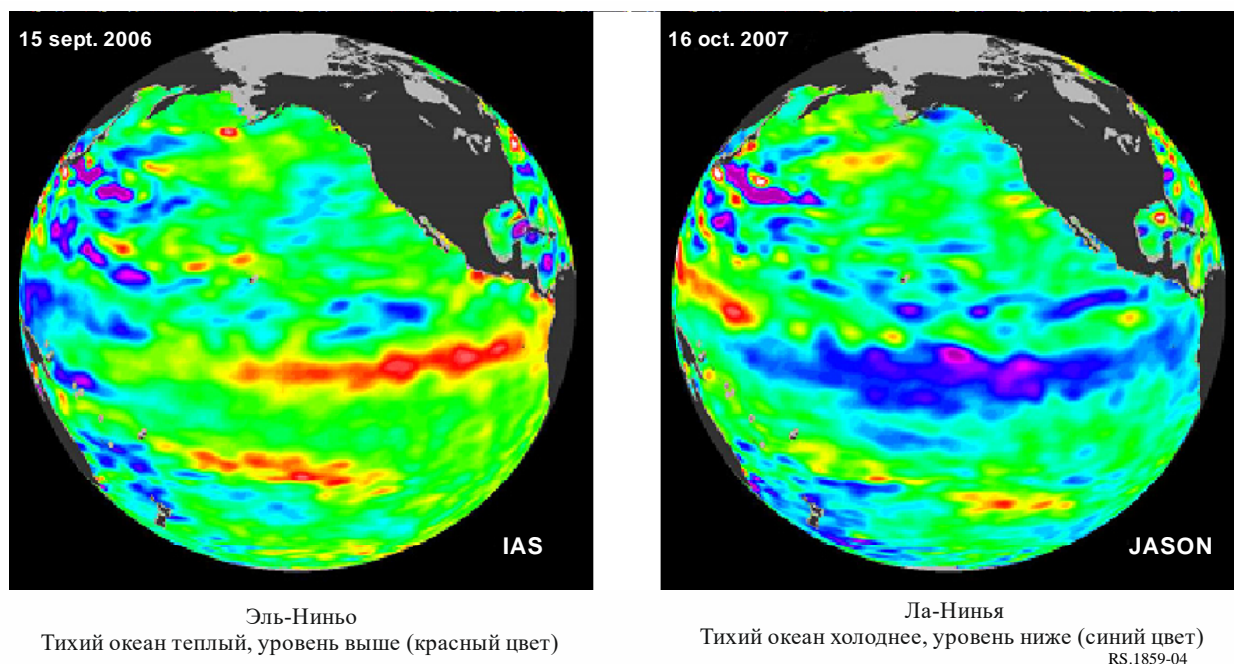 15 sept. 2006
IAS
Эль-Ниньо
Тихий океан теплый, уровень выше (красный цвет)
16 oct. 2007
JASON
Ла-Нинья
Тихий океан холоднее, уровень ниже (синий цвет)
RS.1859-04